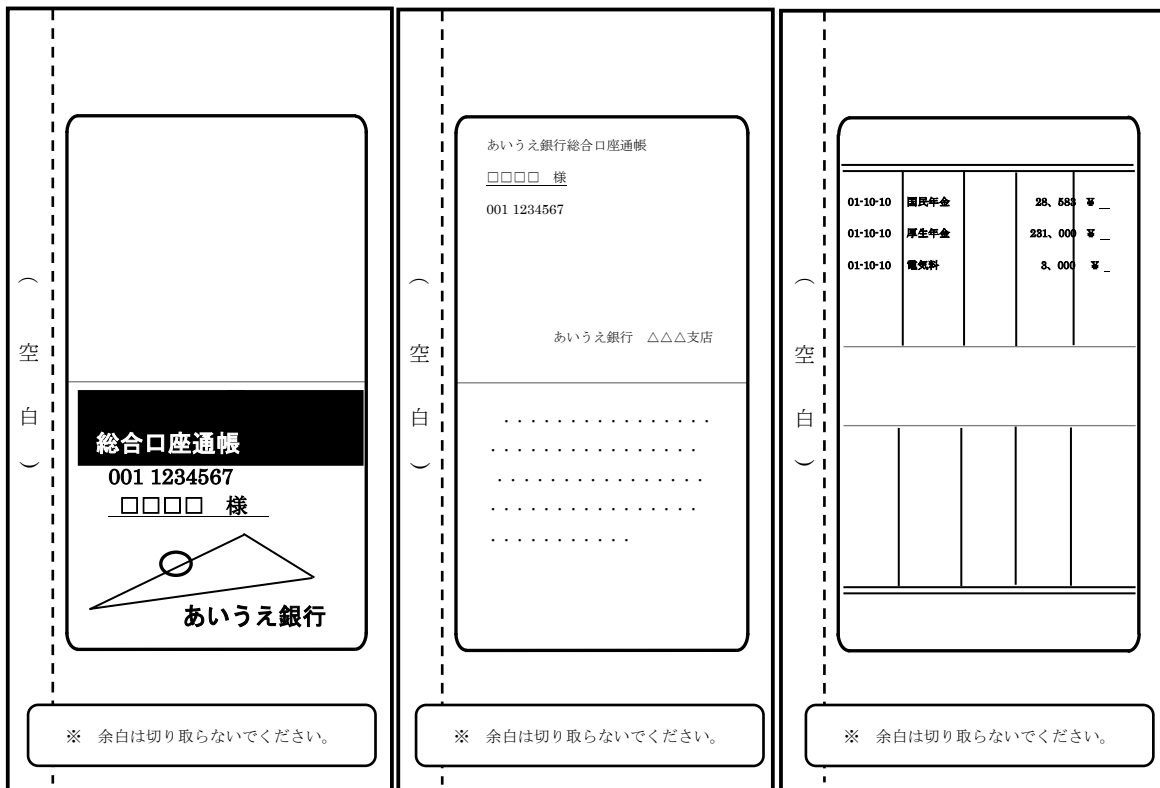 （空白）
総合口座通帳
001 1234567
□□□□　様
あいうえ銀行
※　余白は切り取らないでください。
（空白）
あいうえ銀行総合口座通帳
□□□□　様
001 1234567
あいうえ銀行　△△△支店
・・・・・・・・・・・・・・・・
・・・・・・・・・・・・・・・・
・・・・・・・・・・・・・・・・
・・・・・・・・・・・・・・・・
・・・・・・・・・・・
※　余白は切り取らないでください。
（空白）
01-10-10　国民年金　28、583　¥
01-10-10　厚生年金　231、000　¥
01-10-10　電気料　3、000　¥
※　余白は切り取らないでください。